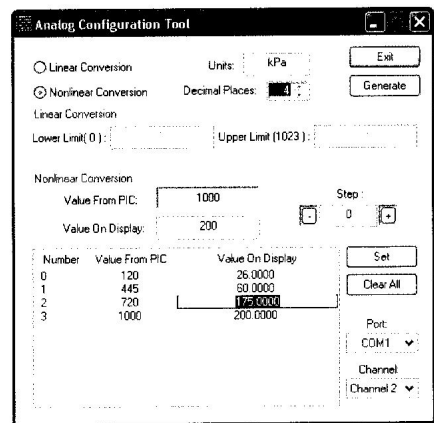 Analog Configuration Tool
Linear Conversion
Units: kPa
Exit
Nonlinear Conversion
Decimal Places: 4
Generate
Linear Conversion
Lower Limit( 0 ) :
Upper Limit (1023 ) :
Nonlinear Conversion
Value From PIC: 1000
Step :
Value On Display: 200
- 0 +
Number Value From PIC Value On Display
Set
0 120 26.0000
1 445 60.0000
Clear All
2 720 175.0000
3 1000 200.0000
Port:
COM1
Channel:
Channel 2